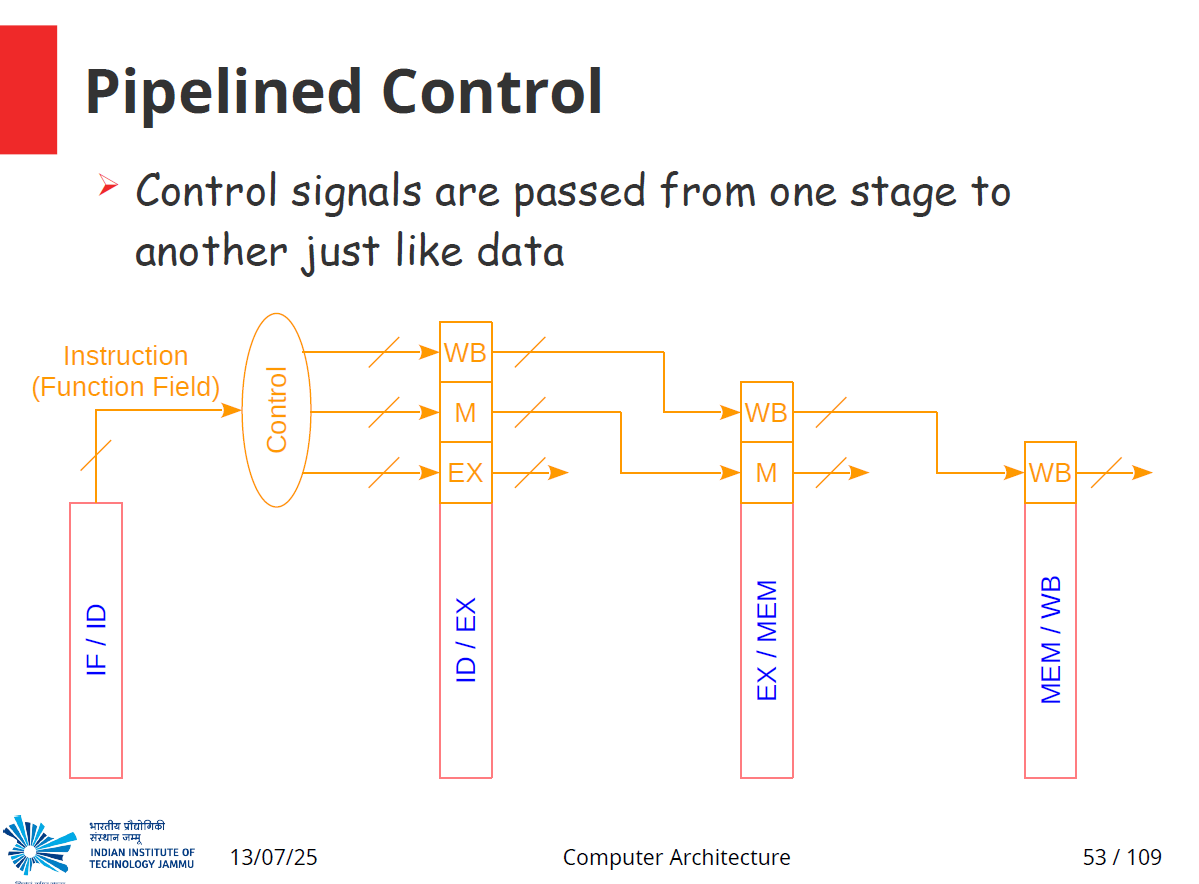 Pipelined Control
Control signals are passed from one stage to
another just like data
Instruction
(Function Field)
Control
WB
M
EX
WB
M
WB
IF / ID
ID / EX
EX / MEM
MEM / WB
भारतीय प्रौद्योगिकी
संस्थान जम्मू
INDIAN INSTITUTE OF
TECHNOLOGY JAMMU
13/07/25
Computer Architecture
53 / 109